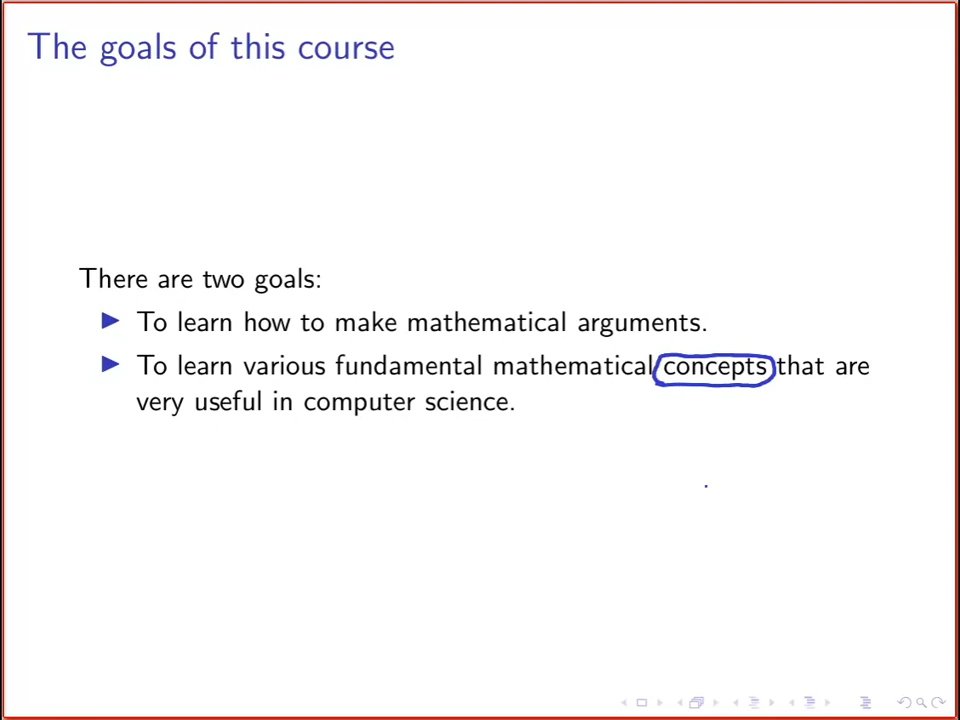 The goals of this course
There are two goals:
To learn how to make mathematical arguments.
To learn various fundamental mathematical concepts that are
very useful in computer science.